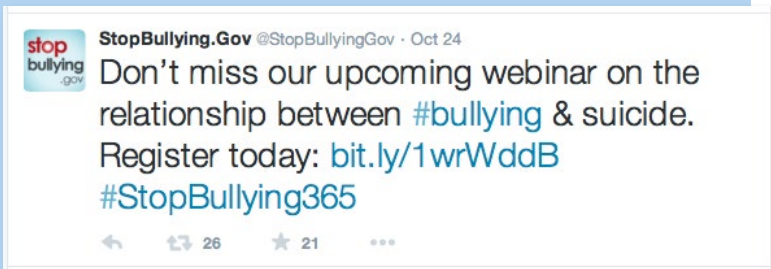 stop
bullying
.gov
StopBullying.Gov @StopBullyingGov · Oct 24
Don't miss our upcoming webinar on the
relationship between #bullying & suicide.
Register today: bit.ly/1wrWddB
#StopBullying365
26 21